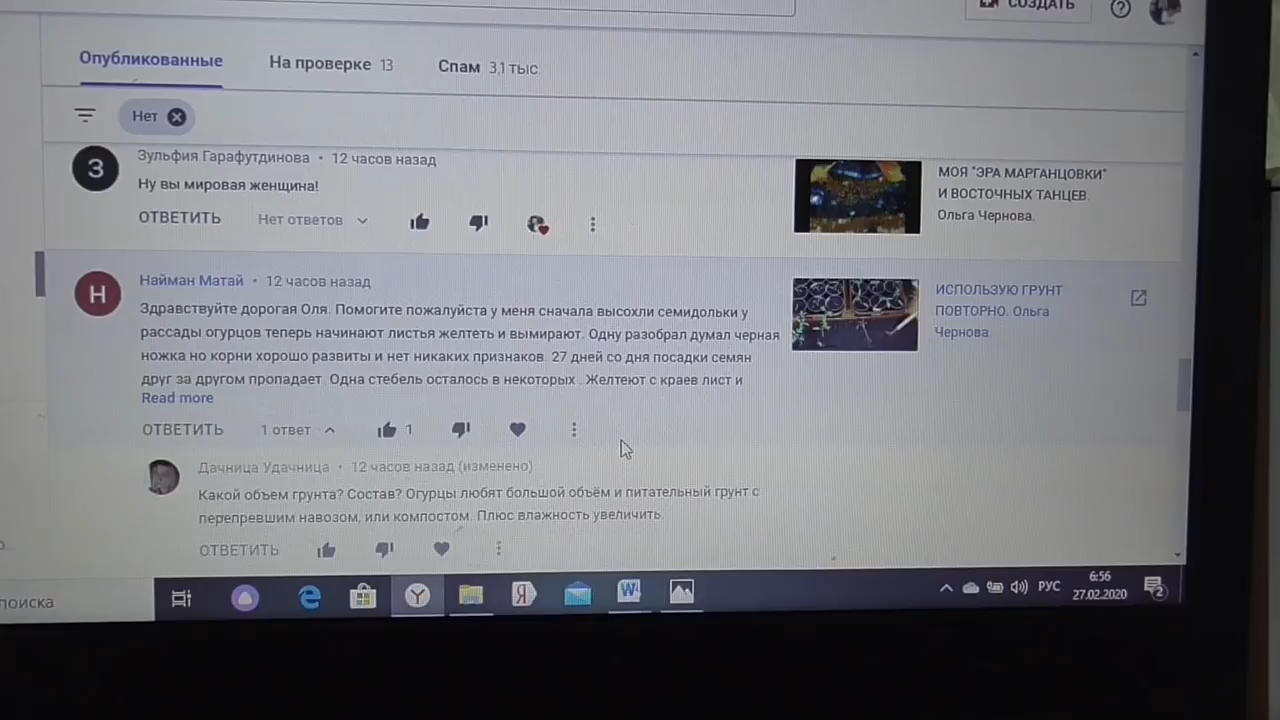 СОЗДАТЬ
Опубликованные
На проверке 13
Спам 3,1 тыс.
Нет
З
Зульфия Гарафутдинова • 12 часов назад
Ну вы мировая женщина!
ОТВЕТИТЬ
Нет ответов
МОЯ "ЭРА МАРГАНЦОВКИ"
И ВОСТОЧНЫХ ТАНЦЕВ.
Ольга Чернова.
Н
Найман Матай • 12 часов назад
Здравствуйте дорогая Оля. Помогите пожалуйста у меня сначала высохли семидольки у
рассады огурцов теперь начинают листья желтеть и вымирают. Одну разобрал думал черная
ножка но корни хорошо развиты и нет никаких признаков. 27 дней со дня посадки семян
друг за другом пропадает. Одна стебель осталось в некоторых . Желтеют с краев лист и
Read more
ОТВЕТИТЬ
1 ответ
1
ИСПОЛЬЗУЮ ГРУНТ
ПОВТОРНО. Ольга
Чернова.
Дачница Удачница • 12 часов назад (изменено)
Какой объем грунта? Состав? Огурцы любят большой объём и питательный грунт с
перепревшим навозом, или компостом. Плюс влажность увеличить.
ОТВЕТИТЬ
поиска
РУС
6:56
27.02.2020
2